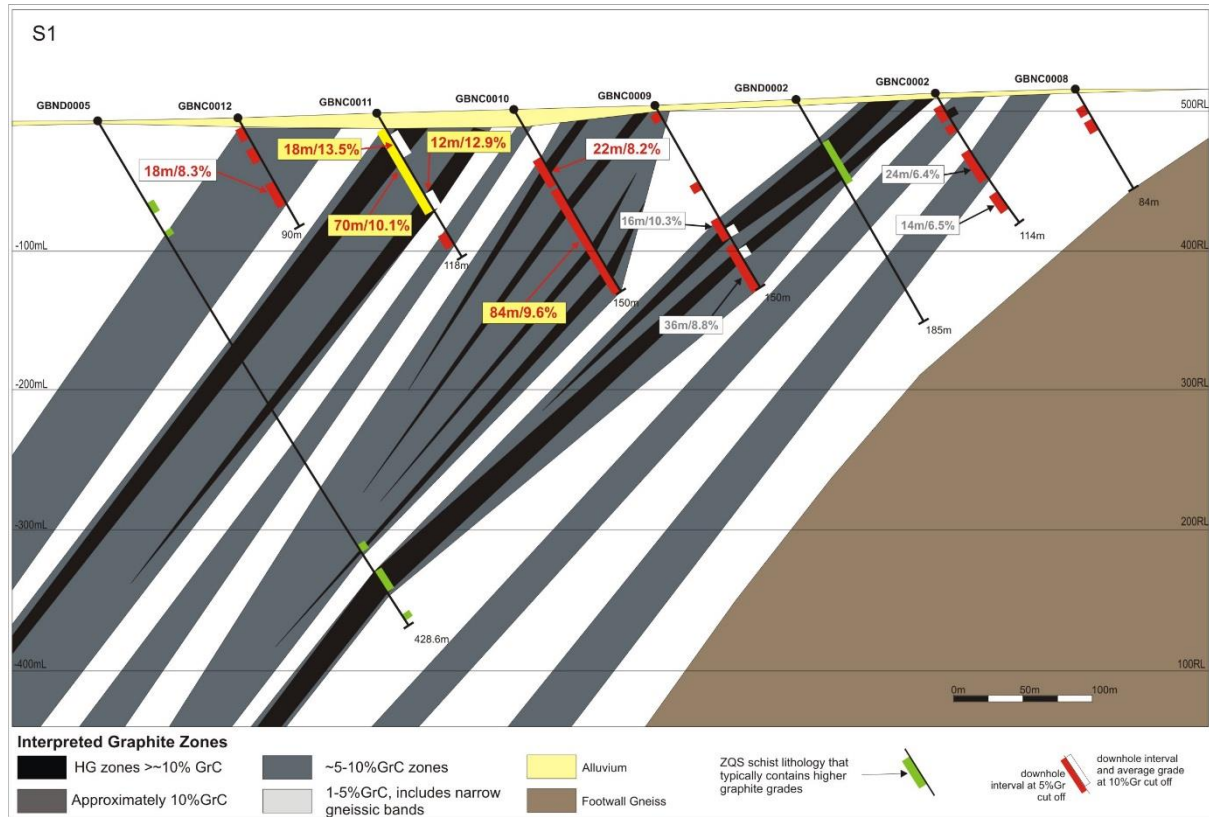 S1
GBND0005
GBNC0012
GBNC0011
GBNC0010
GBNC0009
GBND0002
GBNC0002
GBNC0008
500RL
18m/13.5%
12m/12.9%
22m/8.2%
18m/8.3%
24m/6.4%
16m/10.3%
70m/10.1%
14m/6.5%
84m
90m
114m
-100mL
400RL
118m
150m
150m
84m/9.6%
36m/8.8%
185m
-200mL
300RL
-300mL
200RL
428.6m
-400mL
100RL
0m
50m
100m
Interpreted Graphite Zones
HG zones >~10% GrC
~5-10%GrC zones
Alluvium
Approximately 10%GrC
1-5%GrC, includes narrow
gneissic bands
Footwall Gneiss
ZQS schist lithology that
typically contains higher
graphite grades
downhole
interval at 5%Gr
cut off
downhole interval
and average grade
at 10%Gr cut off